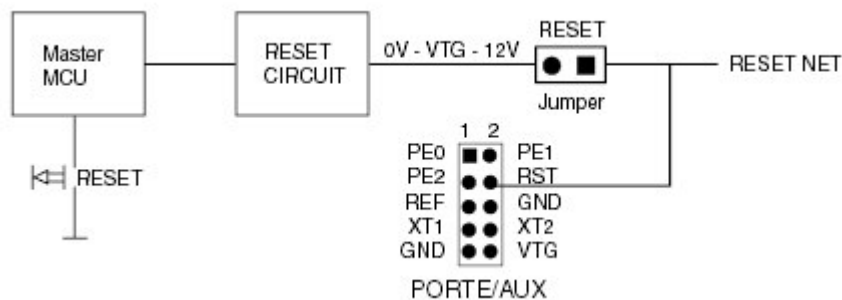 Master
MCU
RESET
CIRCUIT
0V - VTG - 12V
RESET
Jumper
RESET NET
RESET
1 2
PE0 PE1
PE2 RST
REF GND
XT1 XT2
GND VTG
PORTE/AUX